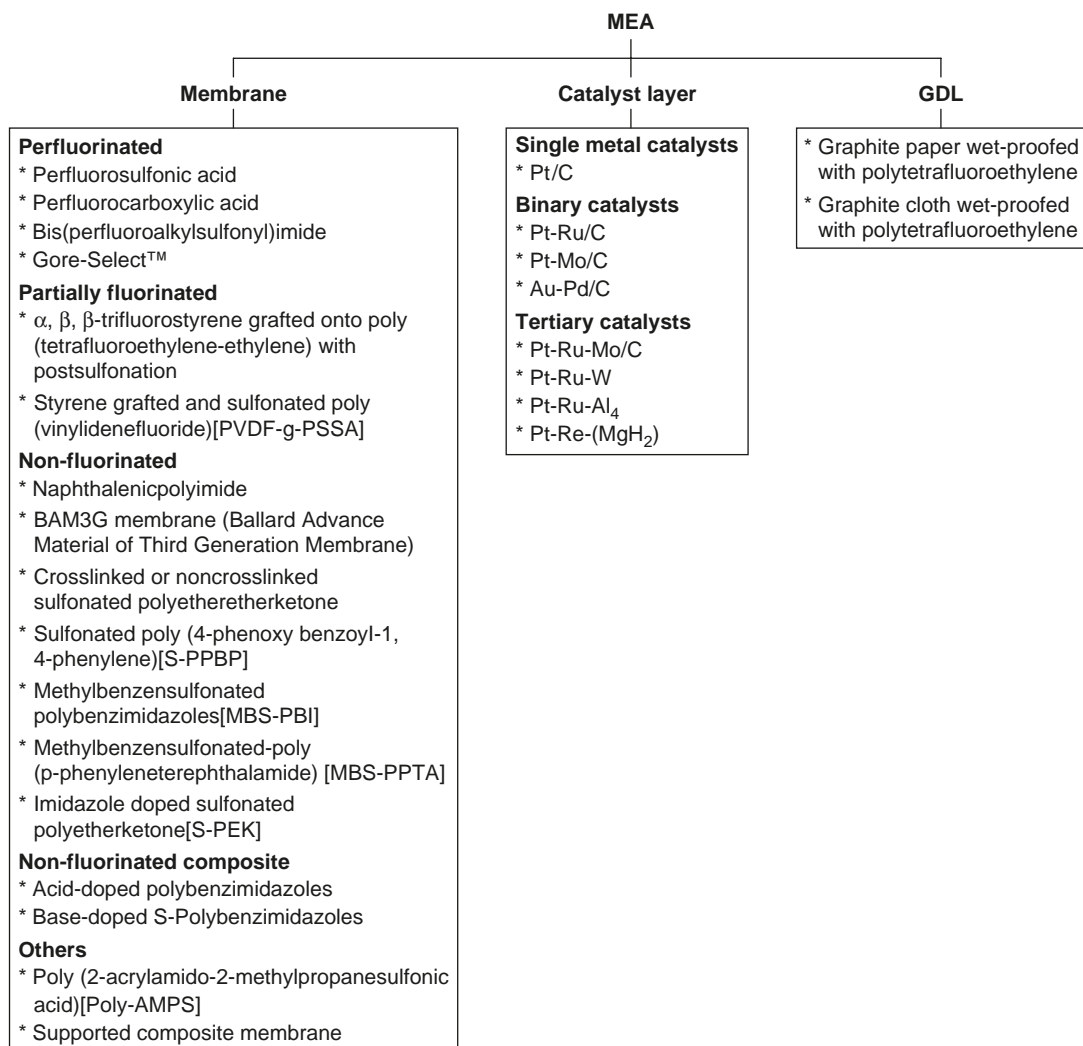 MEA
Membrane
Perfluorinated
* Perfluorosulfonic acid
* Perfluorocarboxylic acid
* Bis(perfluoroalkylsulfonyl)imide
* Gore-Select™
Partially fluorinated
* α, β, β-trifluorostyrene grafted onto poly
(tetrafluoroethylene-ethylene) with
postsulfonation
* Styrene grafted and sulfonated poly
(vinylidenefluoride)[PVDF-g-PSSA]
Non-fluorinated
* Naphthalenicpolyimide
* BAM3G membrane (Ballard Advance
Material of Third Generation Membrane)
* Crosslinked or noncrosslinked
sulfonated polyetheretherketone
* Sulfonated poly (4-phenoxy benzoyI-1,
4-phenylene)[S-PPBP]
* Methylbenzensulfonated
polybenzimidazoles[MBS-PBI]
* Methylbenzensulfonated-poly
(p-phenyleneterephthalamide) [MBS-PPTA]
* Imidazole doped sulfonated
polyetherketone[S-PEK]
Non-fluorinated composite
* Acid-doped polybenzimidazoles
* Base-doped S-Polybenzimidazoles
Others
* Poly (2-acrylamido-2-methylpropanesulfonic
acid)[Poly-AMPS]
* Supported composite membrane
Catalyst layer
Single metal catalysts
* Pt/C
Binary catalysts
* Pt-Ru/C
* Pt-Mo/C
* Au-Pd/C
Tertiary catalysts
* Pt-Ru-Mo/C
* Pt-Ru-W
* Pt-Ru-Al₄
* Pt-Re-(MgH₂)
GDL
* Graphite paper wet-proofed
with polytetrafluoroethylene
* Graphite cloth wet-proofed
with polytetrafluoroethylene